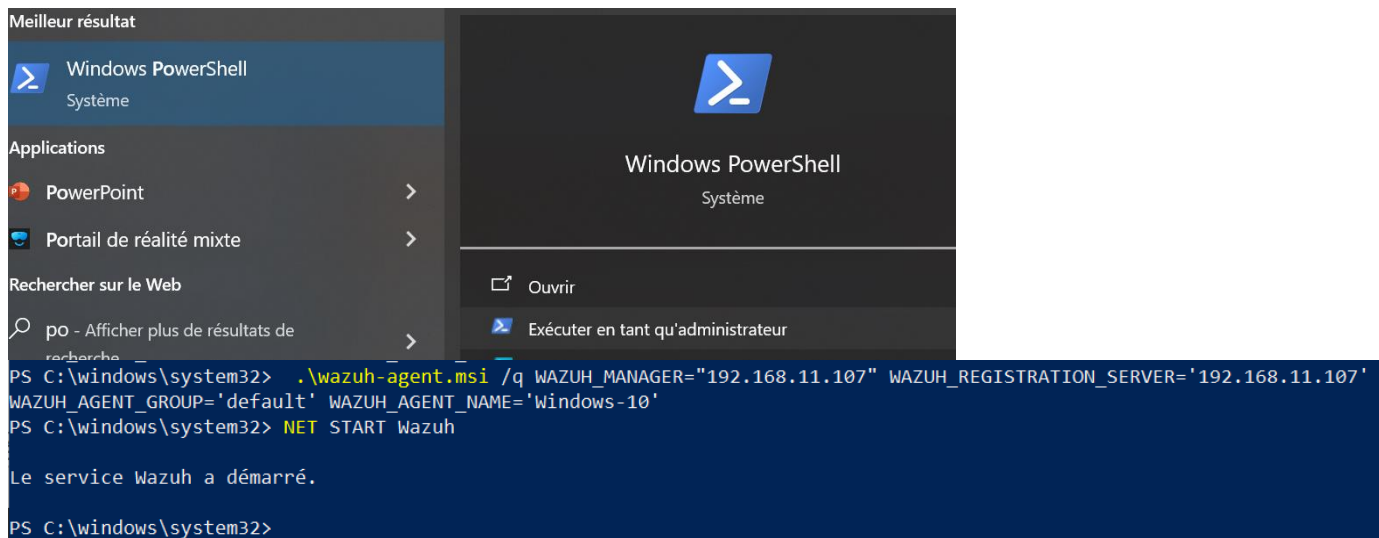 Meilleur résultat
Windows PowerShell
Système
Applications
PowerPoint
Portail de réalité mixte
Rechercher sur le Web
po - Afficher plus de résultats de
recherche
Windows PowerShell
Système
Ouvrir
Exécuter en tant qu'administrateur
PS C:\windows\system32>  .\wazuh-agent.msi /q WAZUH_MANAGER="192.168.11.107" WAZUH_REGISTRATION_SERVER='192.168.11.107'
WAZUH_AGENT_GROUP='default' WAZUH_AGENT_NAME='Windows-10'
PS C:\windows\system32> NET START Wazuh
Le service Wazuh a démarré.
PS C:\windows\system32>